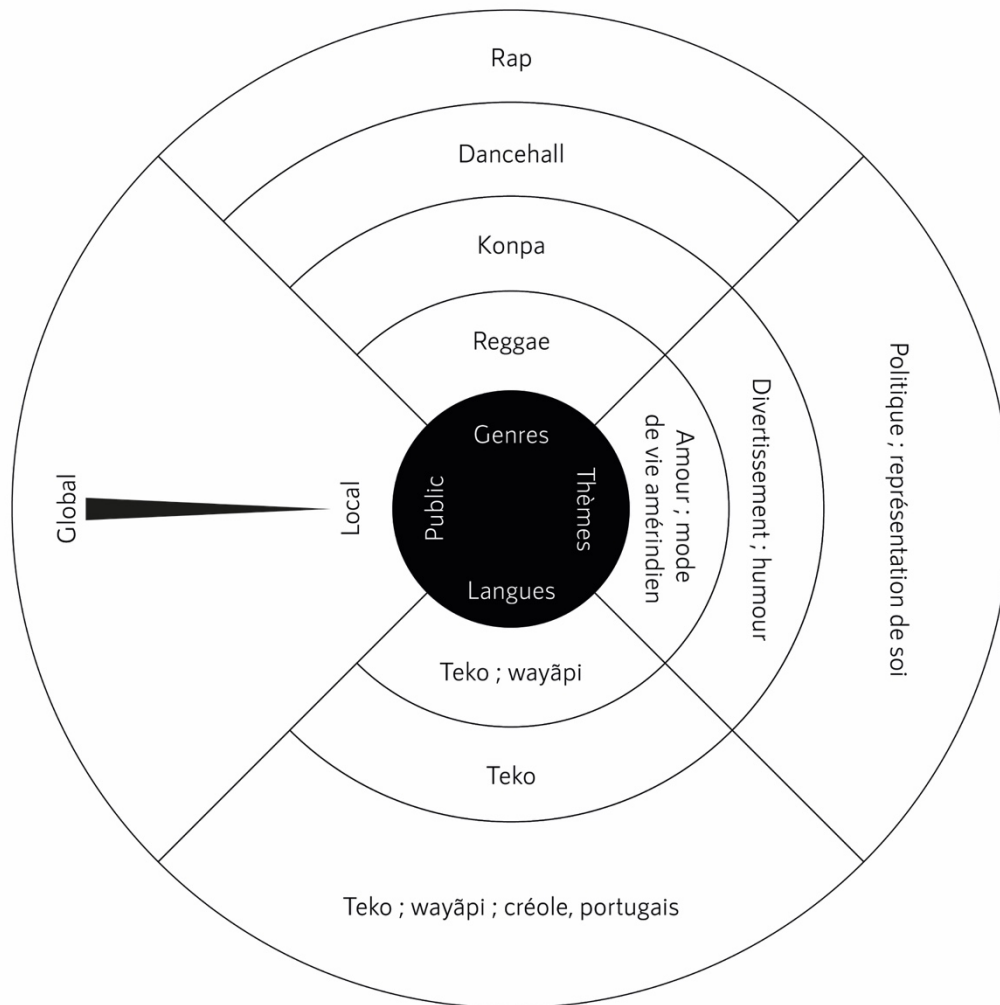 Rap
Dancehall
Konpa
Reggae
Genres
Thèmes
Langues
Public
Local
Global
Amour ; mode
de vie amérindien
Divertissement ; humour
Politique ; représentation de soi
Teko ; wayãpi
Teko
Teko ; wayãpi ; créole, portugais